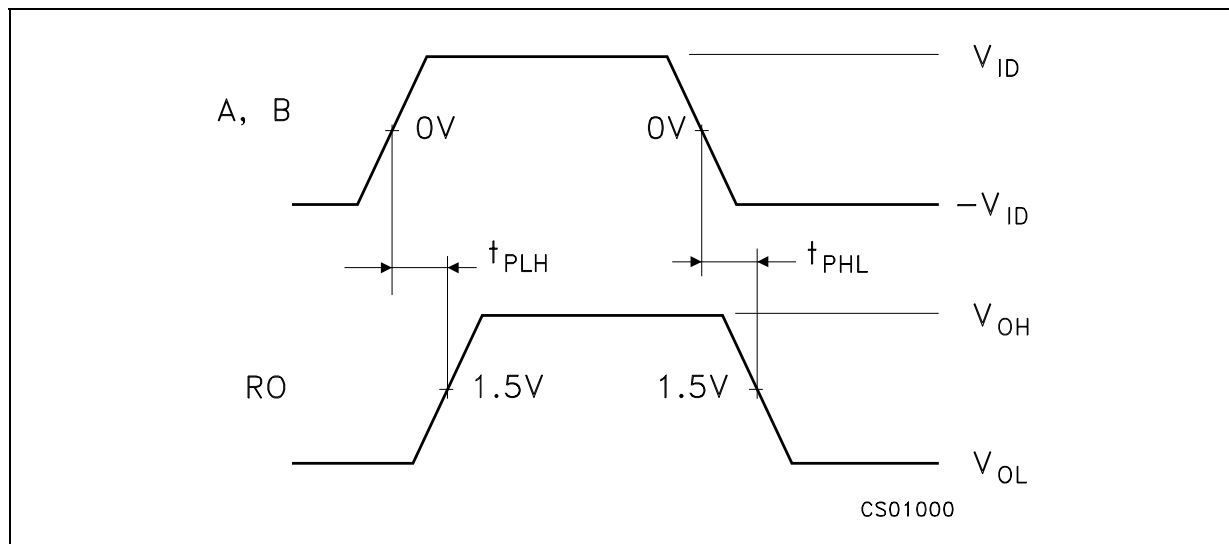 V_ID
A, B
0V 0V
-V_ID
t_PLH t_PHL
V_OH
RO 1.5V 1.5V
V_OL
CS01000